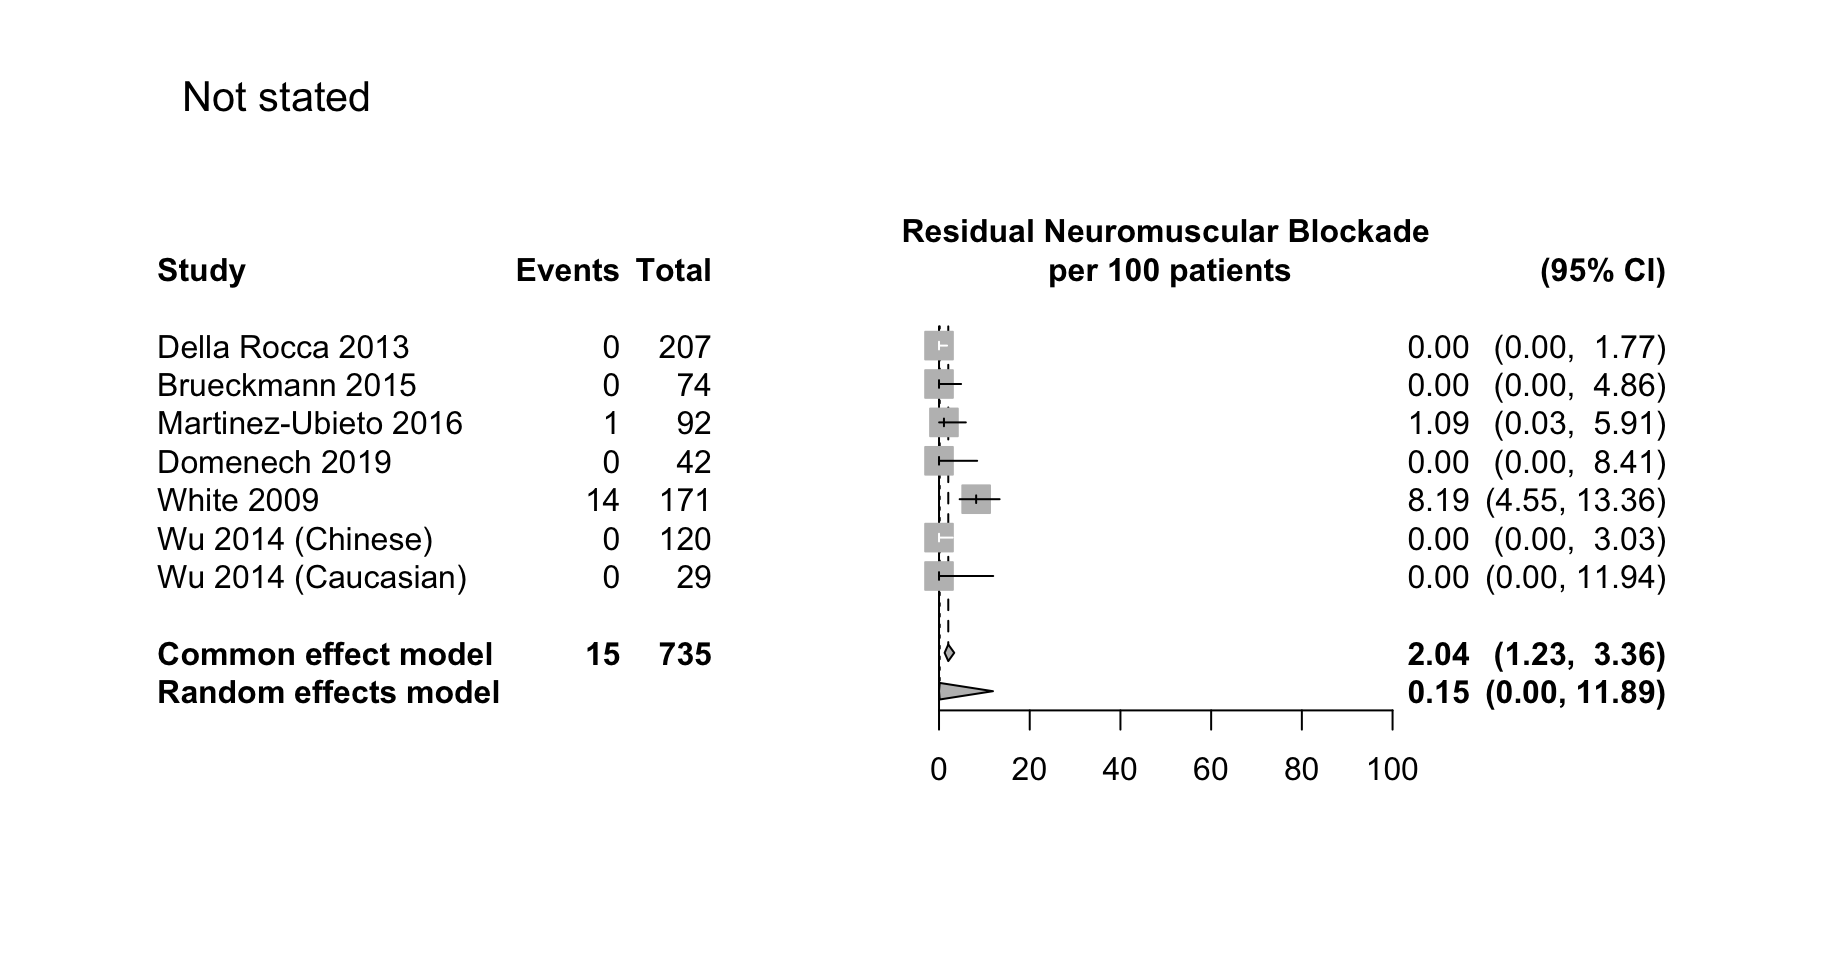 Not stated
Residual Neuromuscular Blockade
Study Events Total per 100 patients (95% CI)
Della Rocca 2013 0 207 0.00 (0.00, 1.77)
Brueckmann 2015 0 74 0.00 (0.00, 4.86)
Martinez-Ubieto 2016 1 92 1.09 (0.03, 5.91)
Domenech 2019 0 42 0.00 (0.00, 8.41)
White 2009 14 171 8.19 (4.55, 13.36)
Wu 2014 (Chinese) 0 120 0.00 (0.00, 3.03)
Wu 2014 (Caucasian) 0 29 0.00 (0.00, 11.94)
Common effect model 15 735 2.04 (1.23, 3.36)
Random effects model 0.15 (0.00, 11.89)
0 20 40 60 80 100